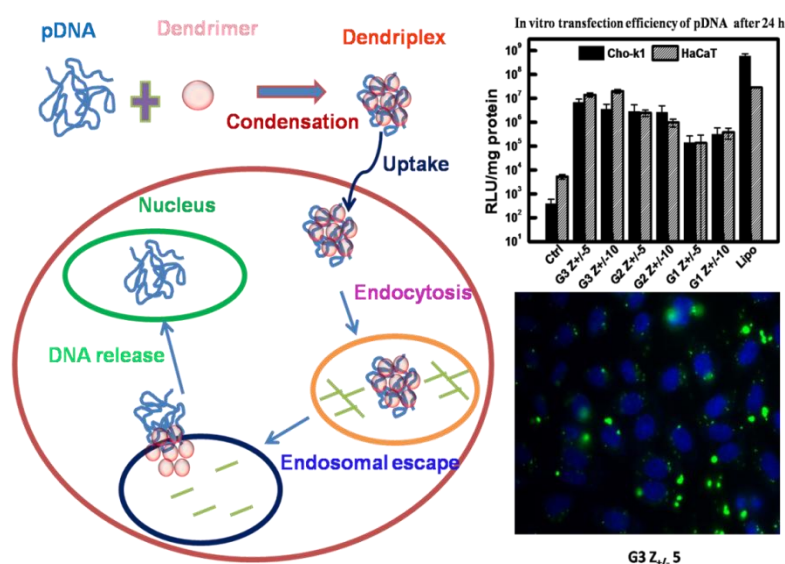 pDNA
Dendrimer
Dendriplex
Condensation
Uptake
Nucleus
Endocytosis
DNA release
Endosomal escape
In vitro transfection efficiency of pDNA after 24 h
Cho-k1 HaCaT
RLU/mg protein
10⁹
10⁸
10⁷
10⁶
10⁵
10⁴
10³
10²
10¹
Ctrl
G3 Z+/-5
G3 Z+/-10
G2 Z+/-5
G2 Z+/-10
G1 Z+/-5
G1 Z+/-10
Lipo
G3 Z+/- 5